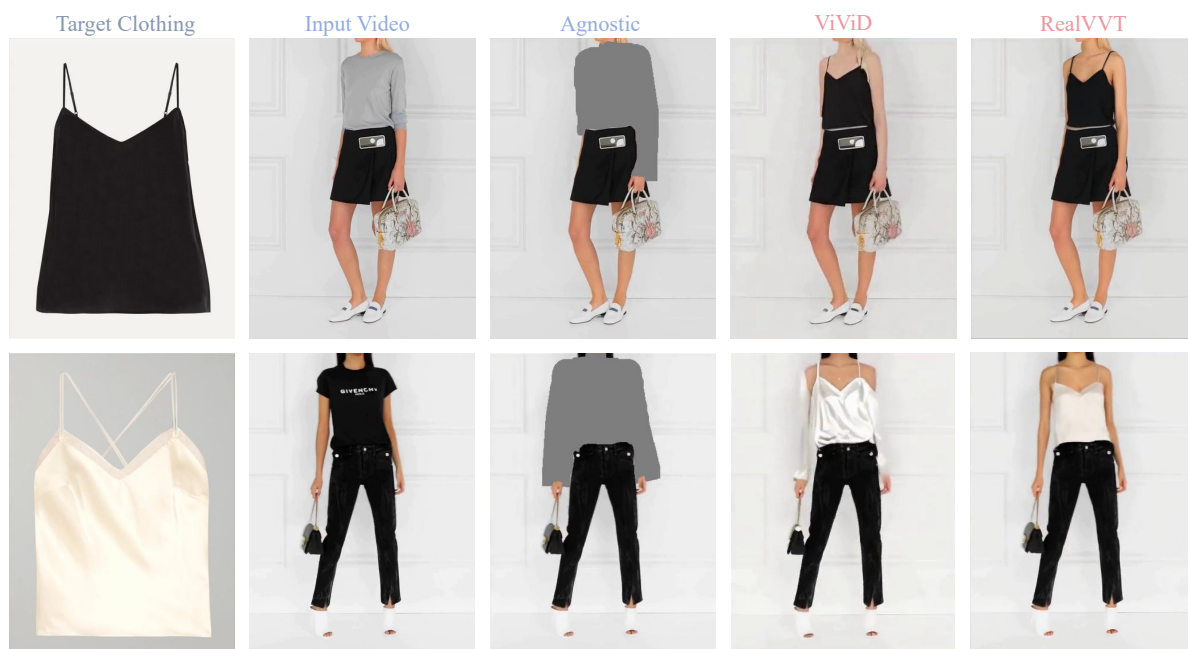 Target Clothing
Input Video
Agnostic
ViViD
RealVVT
GIVENCHY